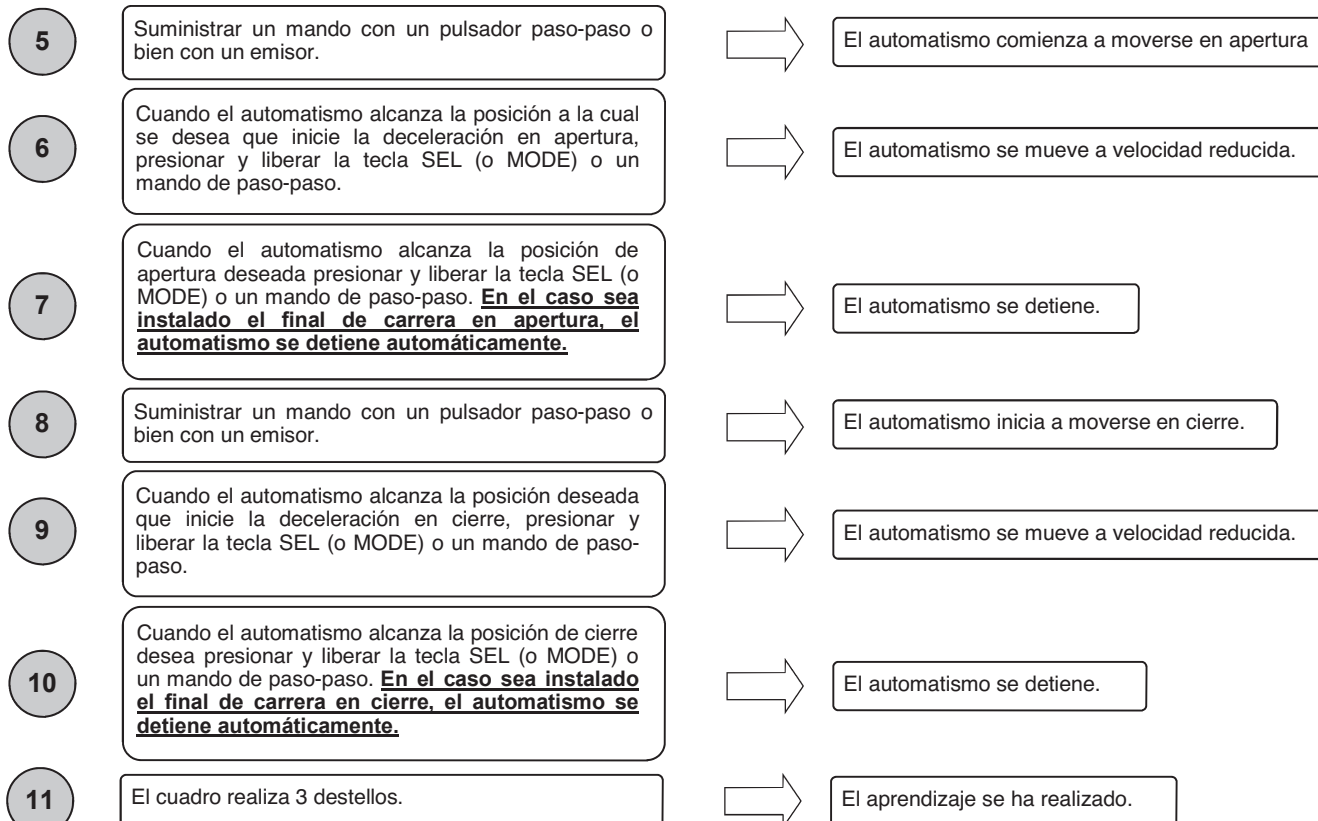 5
Suministrar un mando con un pulsador paso-paso o
bien con un emisor.
El automatismo comienza a moverse en apertura
6
Cuando el automatismo alcanza la posición a la cual
se desea que inicie la deceleración en apertura,
presionar y liberar la tecla SEL (o MODE) o un
mando de paso-paso.
El automatismo se mueve a velocidad reducida.
7
Cuando el automatismo alcanza la posición de
apertura deseada presionar y liberar la tecla SEL (o
MODE) o un mando de paso-paso. En el caso sea
instalado el final de carrera en apertura, el
automatismo se detiene automáticamente.
El automatismo se detiene.
8
Suministrar un mando con un pulsador paso-paso o
bien con un emisor.
El automatismo inicia a moverse en cierre.
9
Cuando el automatismo alcanza la posición deseada
que inicie la deceleración en cierre, presionar y
liberar la tecla SEL (o MODE) o un mando de paso-
paso.
El automatismo se mueve a velocidad reducida.
10
Cuando el automatismo alcanza la posición de cierre
desea presionar y liberar la tecla SEL (o MODE) o
un mando de paso-paso. En el caso sea instalado
el final de carrera en cierre, el automatismo se
detiene automáticamente.
El automatismo se detiene.
11
El cuadro realiza 3 destellos.
El aprendizaje se ha realizado.